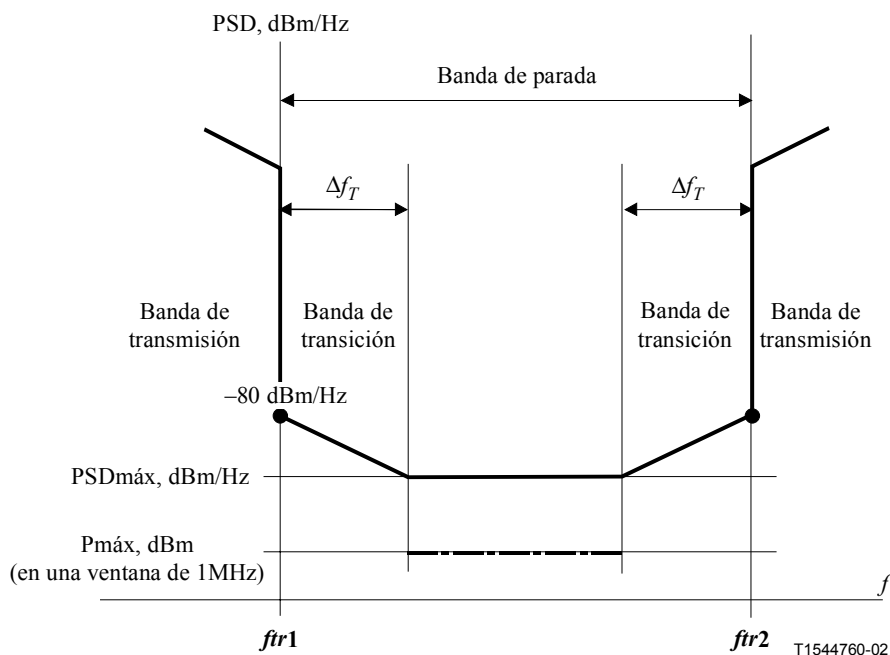 PSD, dBm/Hz
Banda de parada
Δf_T
Δf_T
Banda de
transmisión
Banda de
transición
Banda de
transición
Banda de
transmisión
–80 dBm/Hz
PSDmáx, dBm/Hz
Pmáx, dBm
(en una ventana de 1MHz)
f
ftr1
ftr2
T1544760-02